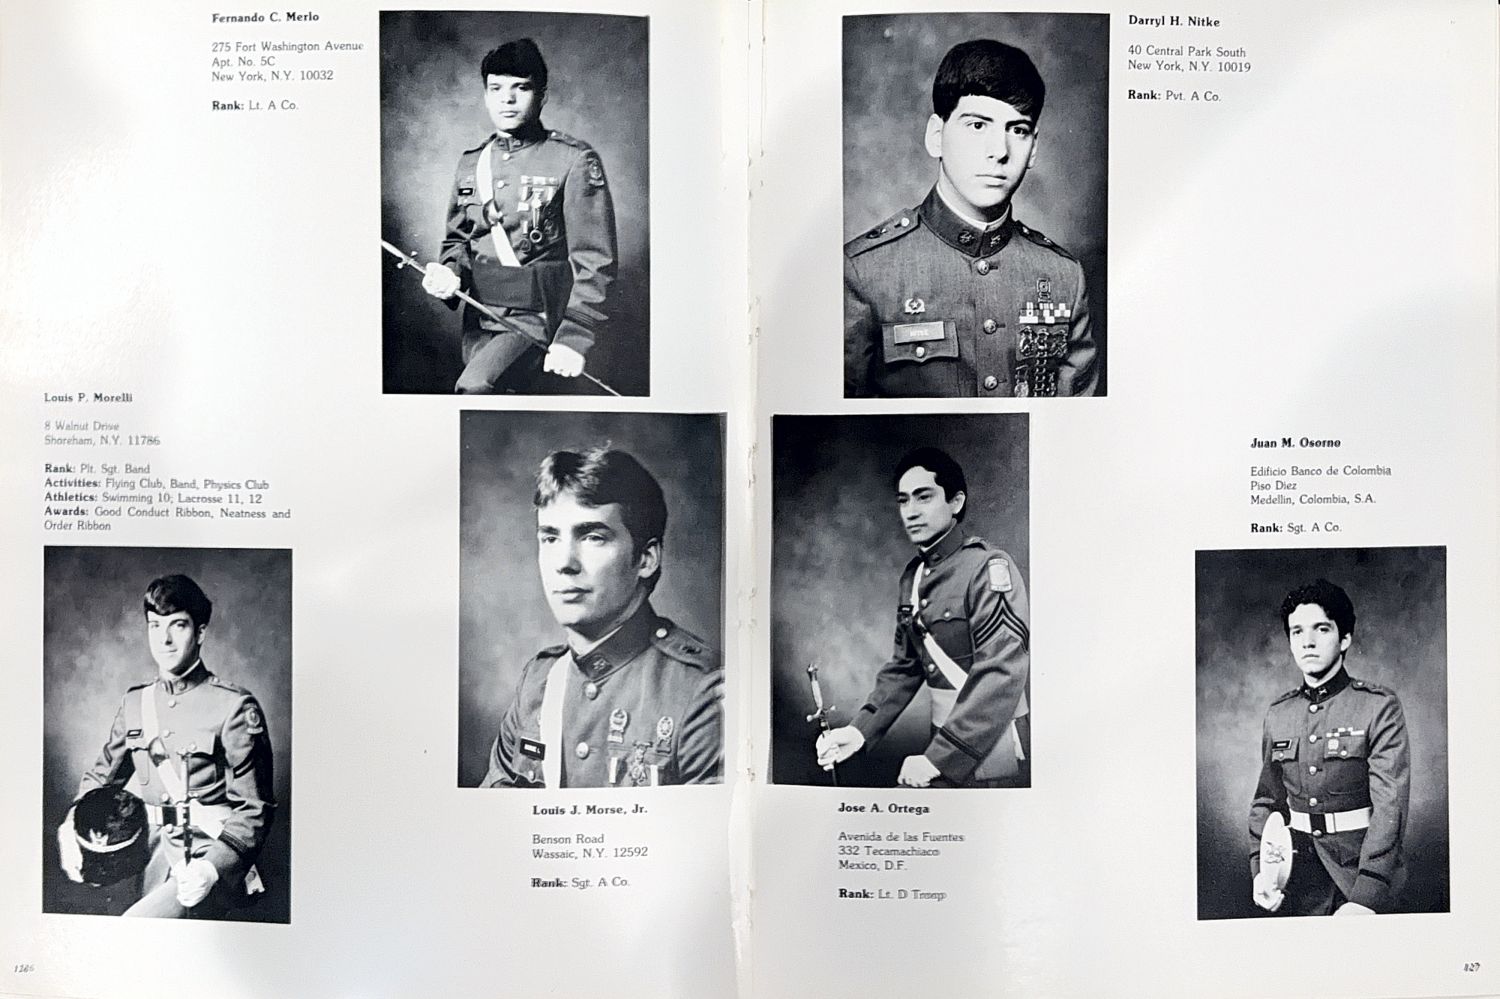 Fernando C. Merlo
275 Fort Washington Avenue
Apt. No. 5C
New York, N.Y. 10032
Rank: Lt. A Co.
Louis P. Morelli
8 Walnut Drive
Shoreham, N.Y. 11786
Rank: Plt. Sgt. Band
Activities: Flying Club, Band, Physics Club
Athletics: Swimming 10; Lacrosse 11, 12
Awards: Good Conduct Ribbon, Neatness and
Order Ribbon
Louis J. Morse, Jr.
Benson Road
Wassaic, N.Y. 12592
Rank: Sgt. A Co.
Darryl H. Nitke
40 Central Park South
New York, N.Y. 10019
Rank: Pvt. A Co.
Jose A. Ortega
Avenida de las Fuentes
332 Tecamachiaco
Mexico, D.F.
Rank: Lt. D Troop
Juan M. Osorno
Edificio Banco de Colombia
Piso Diez
Medellin, Colombia, S.A.
Rank: Sgt. A Co.